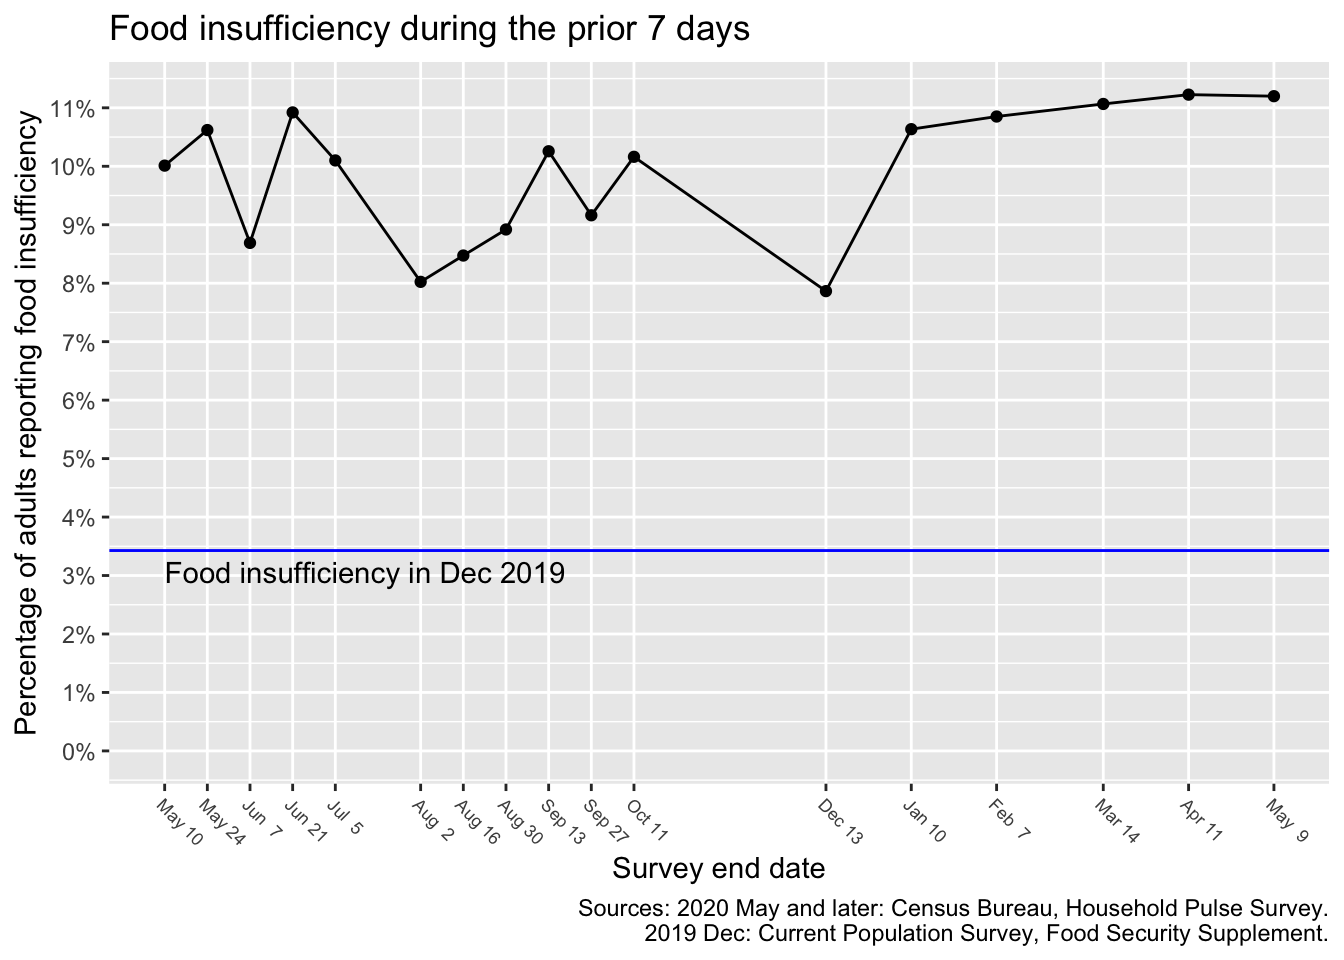 Food insufficiency during the prior 7 days
Percentage of adults reporting food insufficiency
11%
10%
9%
8%
7%
6%
5%
4%
3%
2%
1%
0%
Food insufficiency in Dec 2019
May 10
May 24
Jun 7
Jun 21
Jul 5
Aug 2
Aug 16
Aug 30
Sep 13
Sep 27
Oct 11
Dec 13
Jan 10
Feb 7
Mar 14
Apr 11
May 9
Survey end date
Sources: 2020 May and later: Census Bureau, Household Pulse Survey.
2019 Dec: Current Population Survey, Food Security Supplement.